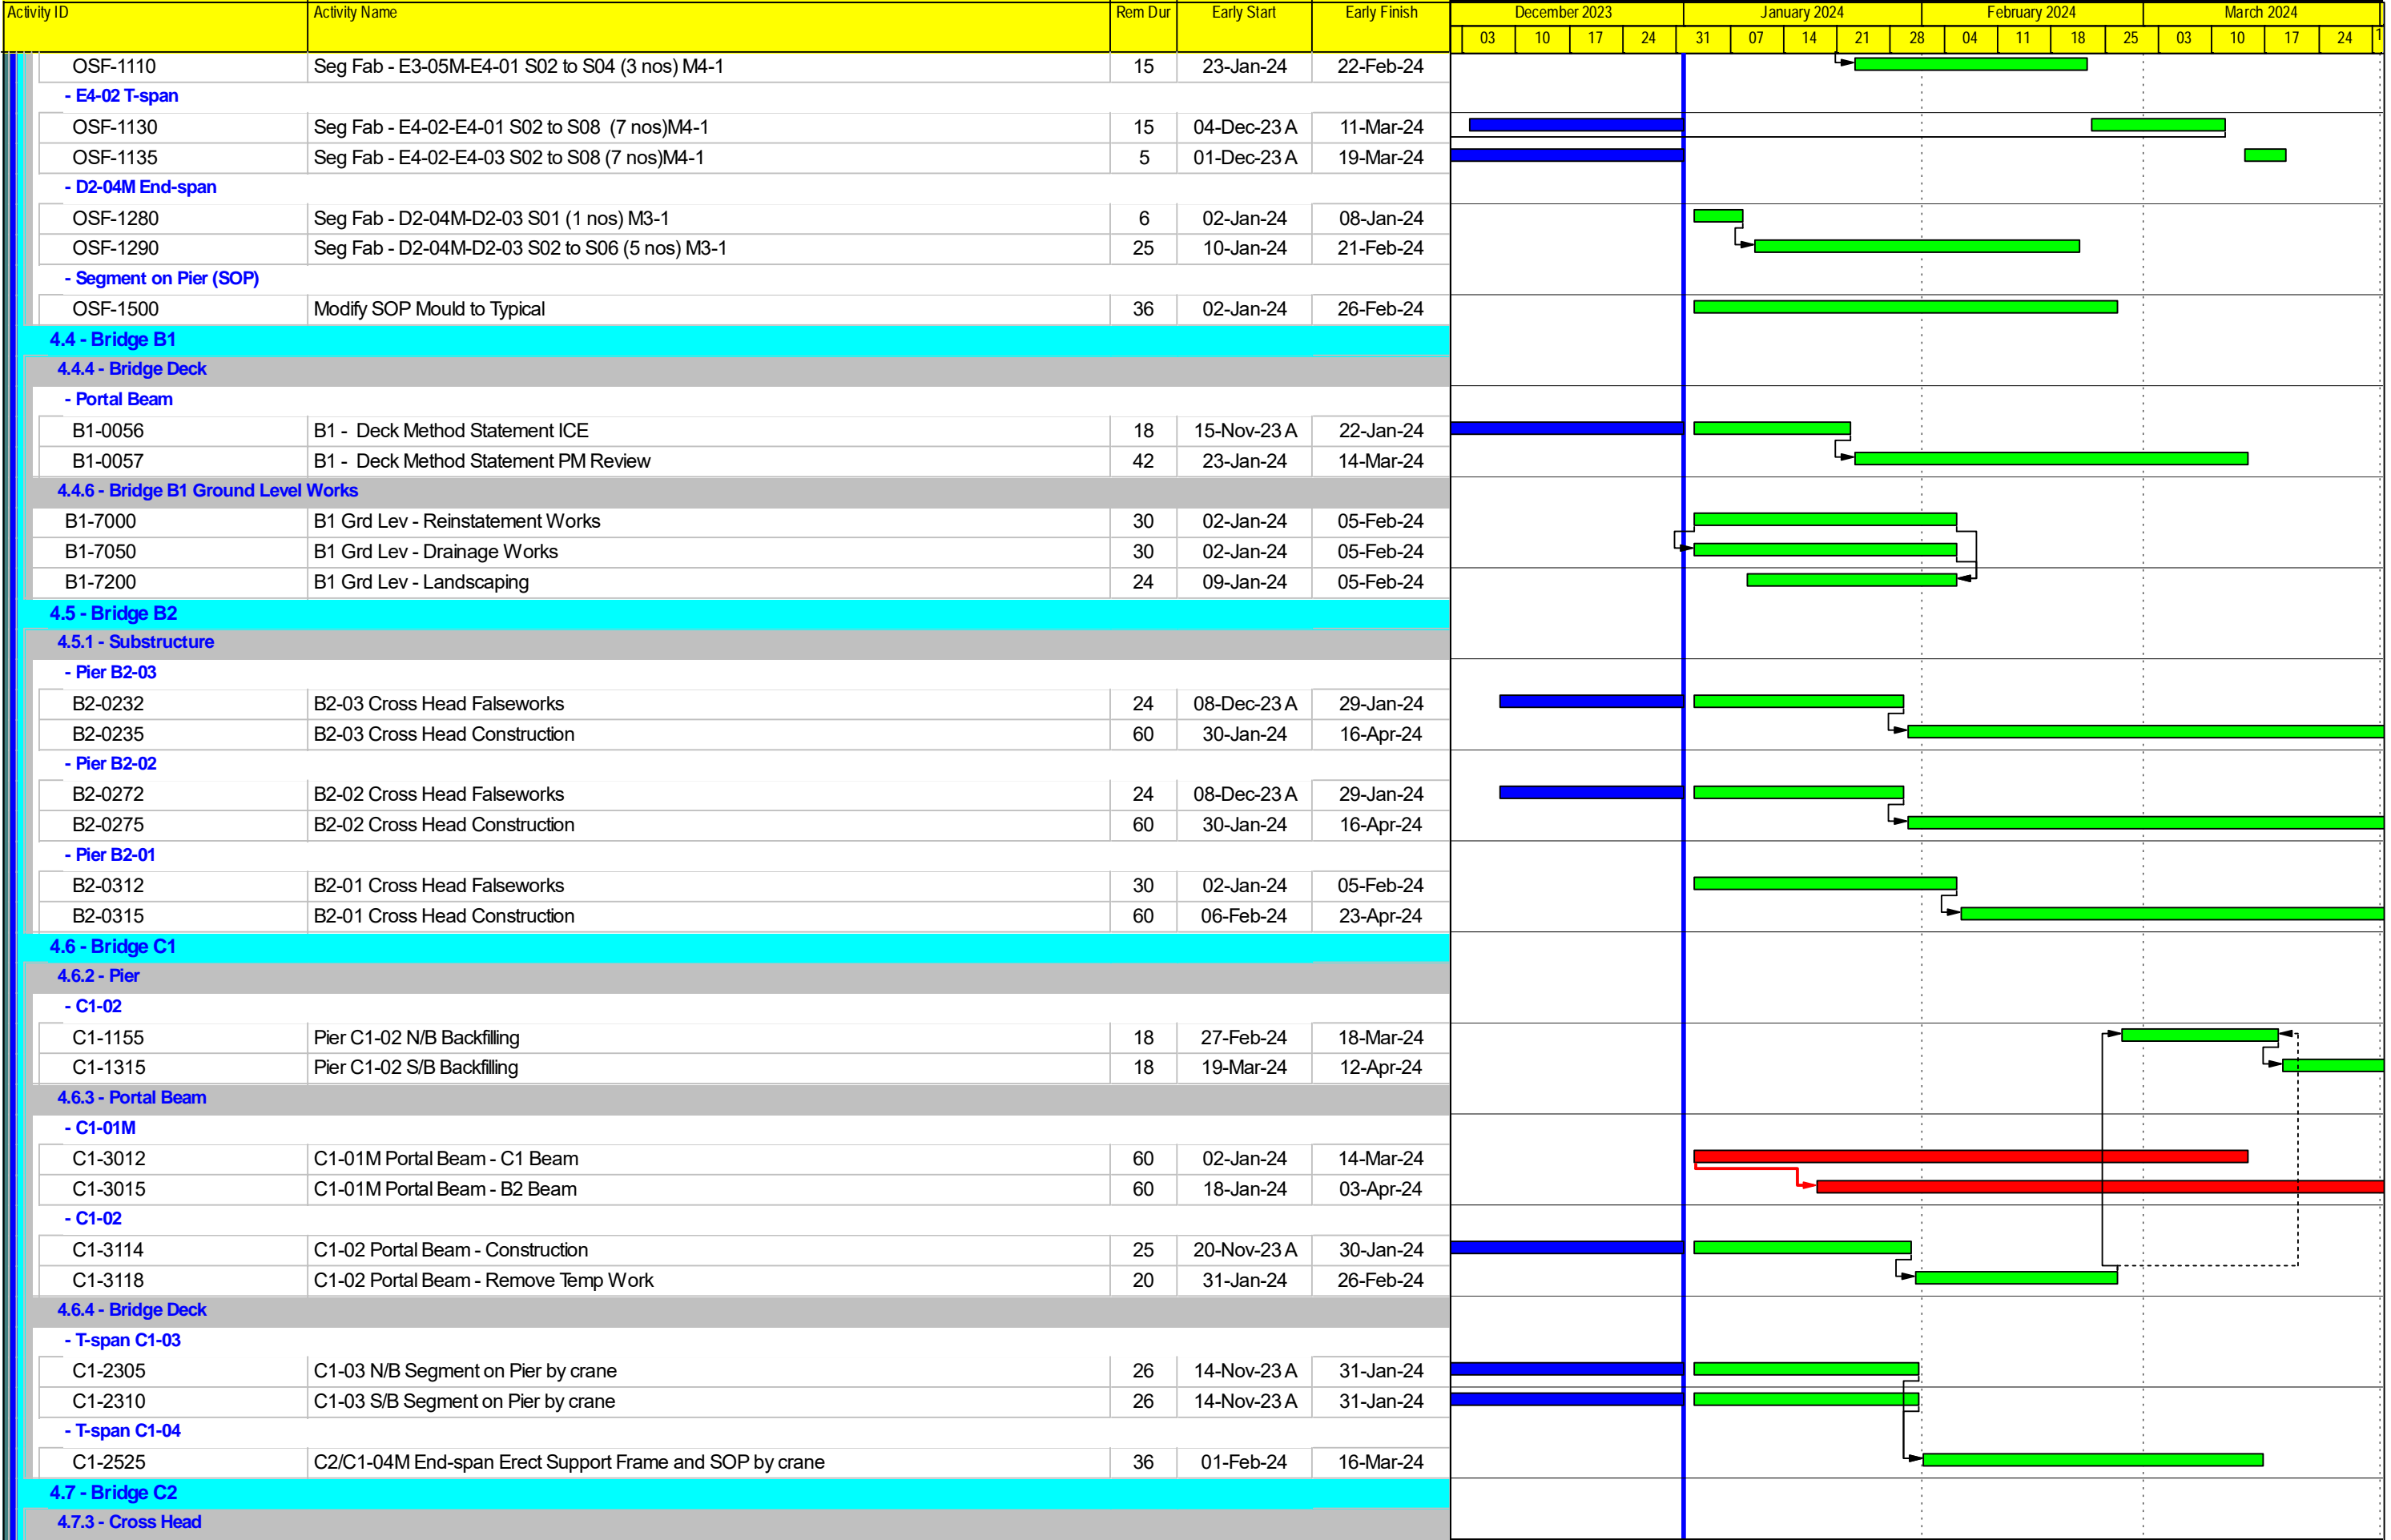 Activity ID Activity Name Rem Dur Early Start Early Finish December 2023 January 2024 February 2024 March 2024
03 10 17 24 31 07 14 21 28 04 11 18 25 03 10 17 24 1
OSF-1110 Seg Fab - E3-05M-E4-01 S02 to S04 (3 nos) M4-1 15 23-Jan-24 22-Feb-24
- E4-02 T-span
OSF-1130 Seg Fab - E4-02-E4-01 S02 to S08 (7 nos)M4-1 15 04-Dec-23 A 11-Mar-24
OSF-1135 Seg Fab - E4-02-E4-03 S02 to S08 (7 nos)M4-1 5 01-Dec-23 A 19-Mar-24
- D2-04M End-span
OSF-1280 Seg Fab - D2-04M-D2-03 S01 (1 nos) M3-1 6 02-Jan-24 08-Jan-24
OSF-1290 Seg Fab - D2-04M-D2-03 S02 to S06 (5 nos) M3-1 25 10-Jan-24 21-Feb-24
- Segment on Pier (SOP)
OSF-1500 Modify SOP Mould to Typical 36 02-Jan-24 26-Feb-24
4.4 - Bridge B1
4.4.4 - Bridge Deck
- Portal Beam
B1-0056 B1 - Deck Method Statement ICE 18 15-Nov-23 A 22-Jan-24
B1-0057 B1 - Deck Method Statement PM Review 42 23-Jan-24 14-Mar-24
4.4.6 - Bridge B1 Ground Level Works
B1-7000 B1 Grd Lev - Reinstatement Works 30 02-Jan-24 05-Feb-24
B1-7050 B1 Grd Lev - Drainage Works 30 02-Jan-24 05-Feb-24
B1-7200 B1 Grd Lev - Landscaping 24 09-Jan-24 05-Feb-24
4.5 - Bridge B2
4.5.1 - Substructure
- Pier B2-03
B2-0232 B2-03 Cross Head Falseworks 24 08-Dec-23 A 29-Jan-24
B2-0235 B2-03 Cross Head Construction 60 30-Jan-24 16-Apr-24
- Pier B2-02
B2-0272 B2-02 Cross Head Falseworks 24 08-Dec-23 A 29-Jan-24
B2-0275 B2-02 Cross Head Construction 60 30-Jan-24 16-Apr-24
- Pier B2-01
B2-0312 B2-01 Cross Head Falseworks 30 02-Jan-24 05-Feb-24
B2-0315 B2-01 Cross Head Construction 60 06-Feb-24 23-Apr-24
4.6 - Bridge C1
4.6.2 - Pier
- C1-02
C1-1155 Pier C1-02 N/B Backfilling 18 27-Feb-24 18-Mar-24
C1-1315 Pier C1-02 S/B Backfilling 18 19-Mar-24 12-Apr-24
4.6.3 - Portal Beam
- C1-01M
C1-3012 C1-01M Portal Beam - C1 Beam 60 02-Jan-24 14-Mar-24
C1-3015 C1-01M Portal Beam - B2 Beam 60 18-Jan-24 03-Apr-24
- C1-02
C1-3114 C1-02 Portal Beam - Construction 25 20-Nov-23 A 30-Jan-24
C1-3118 C1-02 Portal Beam - Remove Temp Work 20 31-Jan-24 26-Feb-24
4.6.4 - Bridge Deck
- T-span C1-03
C1-2305 C1-03 N/B Segment on Pier by crane 26 14-Nov-23 A 31-Jan-24
C1-2310 C1-03 S/B Segment on Pier by crane 26 14-Nov-23 A 31-Jan-24
- T-span C1-04
C1-2525 C2/C1-04M End-span Erect Support Frame and SOP by crane 36 01-Feb-24 16-Mar-24
4.7 - Bridge C2
4.7.3 - Cross Head